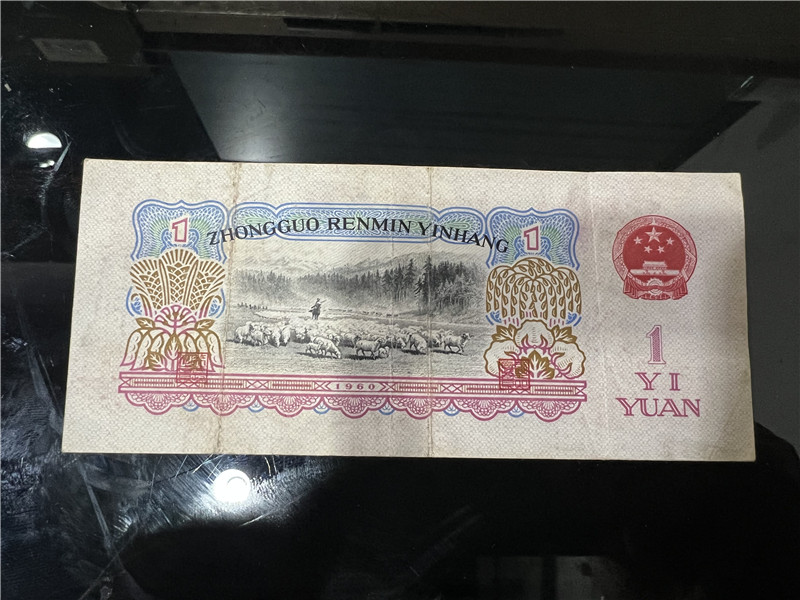 1
ZHONGGUO RENMIN YINHANG
1
1960
1
YI
YUAN